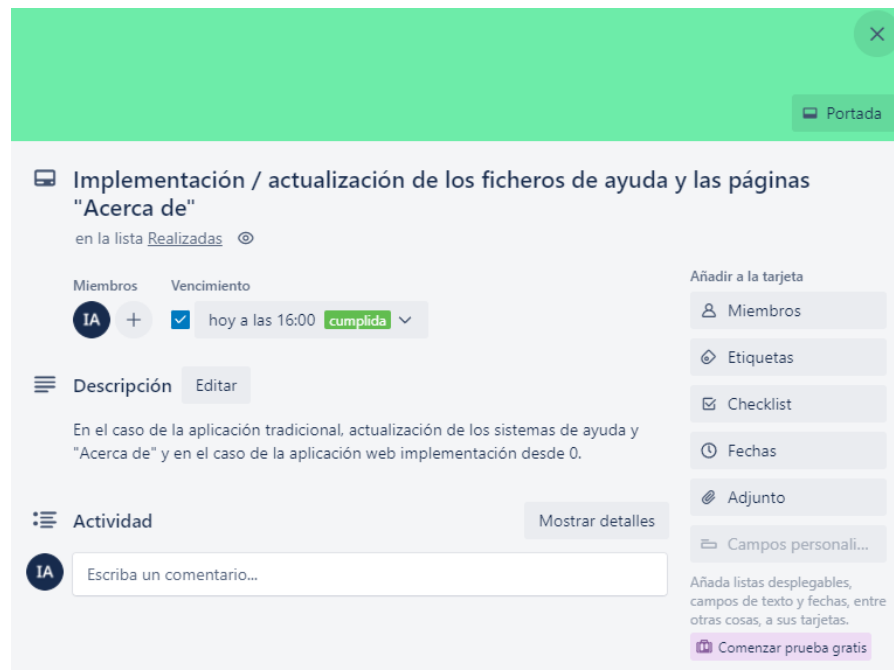 Portada
Implementación / actualización de los ficheros de ayuda y las páginas
"Acerca de"
en la lista Realizadas
Miembros
Vencimiento
IA
hoy a las 16:00 cumplida
Descripción
Editar
En el caso de la aplicación tradicional, actualización de los sistemas de ayuda y
"Acerca de" y en el caso de la aplicación web implementación desde 0.
Actividad
Mostrar detalles
IA
Escriba un comentario...
Añadir a la tarjeta
Miembros
Etiquetas
Checklist
Fechas
Adjunto
Campos personali...
Añada listas desplegables,
campos de texto y fechas, entre
otras cosas, a sus tarjetas.
Comenzar prueba gratis